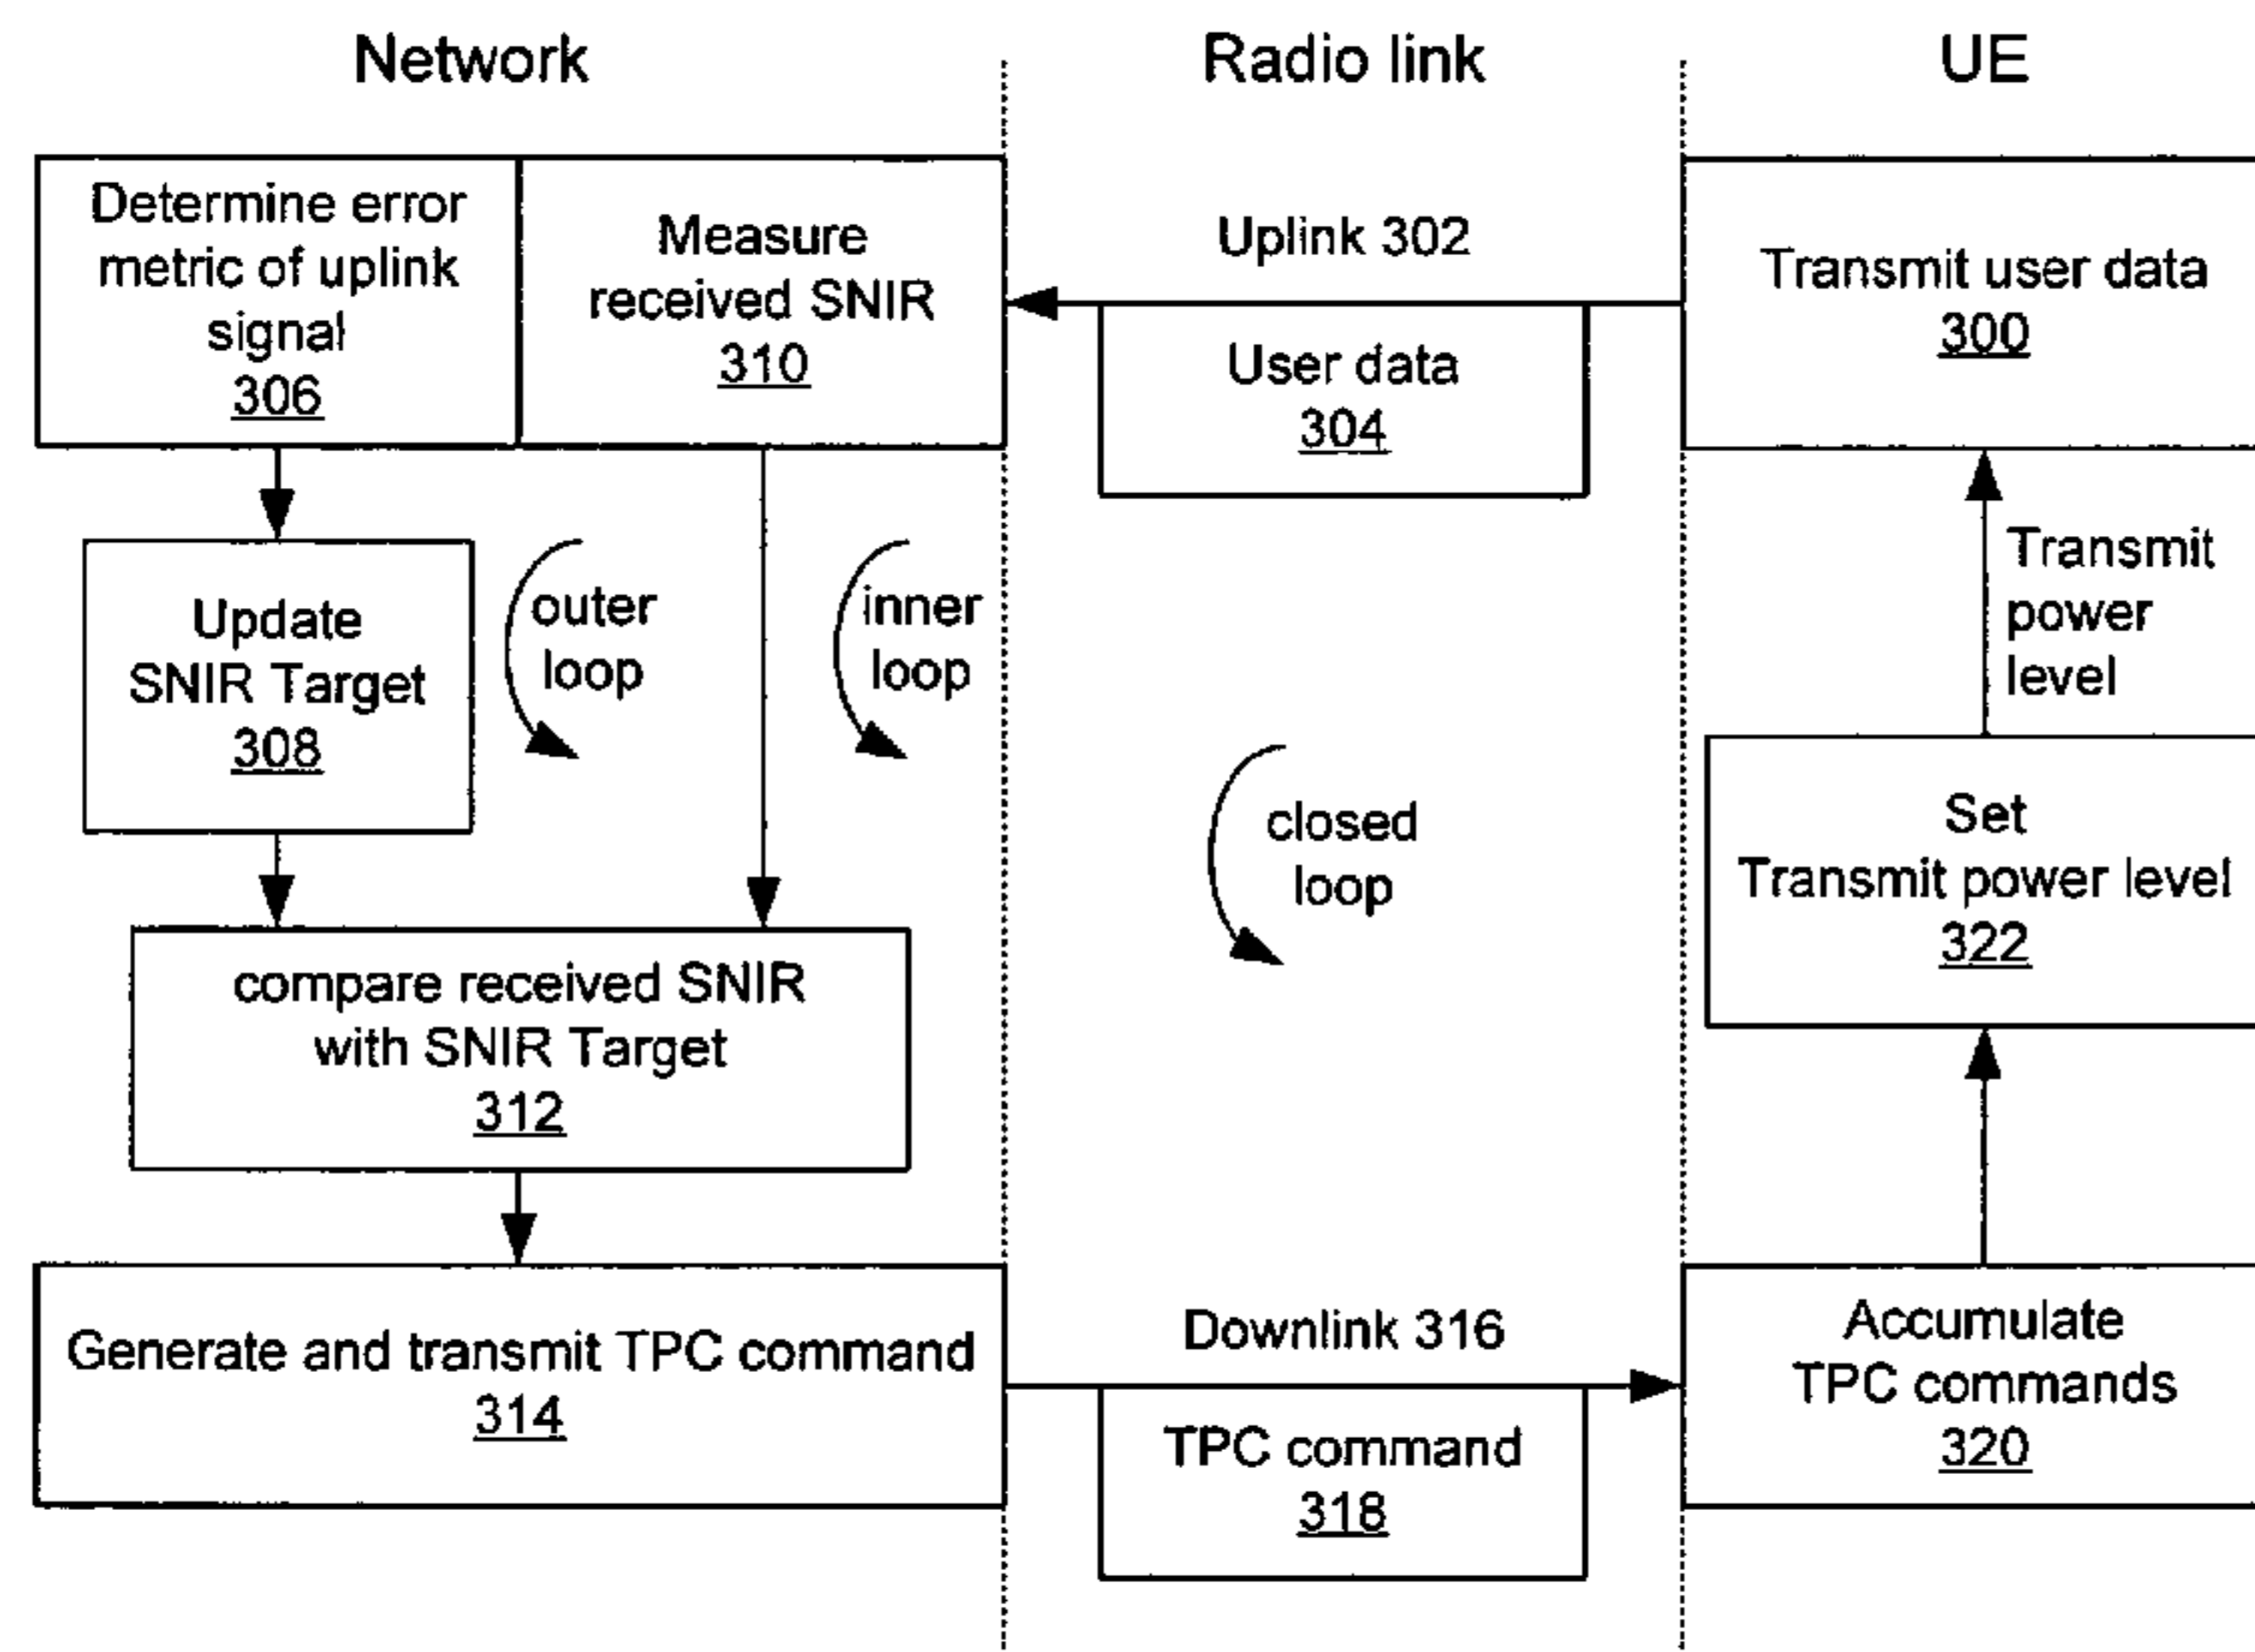 Network
Radio link
UE
Determine error
metric of uplink
signal
306
Measure
received SNIR
310
Uplink 302
User data
304
Transmit user data
300
Update
SNIR Target
308
outer
loop
inner
loop
closed
loop
Transmit
power
level
Set
Transmit power level
322
compare received SNIR
with SNIR Target
312
Generate and transmit TPC command
314
Downlink 316
TPC command
318
Accumulate
TPC commands
320